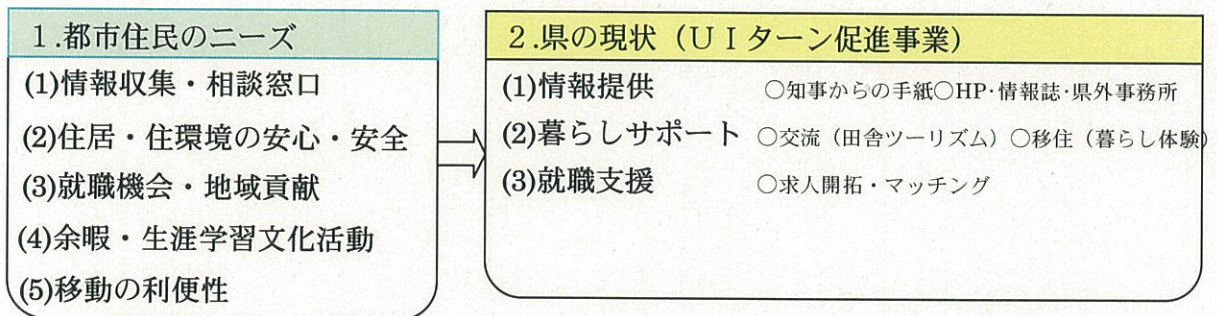 1.都市住民のニーズ
(1)情報収集・相談窓口
(2)住居・住環境の安心・安全
(3)就職機会・地域貢献
(4)余暇・生涯学習文化活動
(5)移動の利便性
2.県の現状（ＵＩターン促進事業）
(1)情報提供 ○知事からの手紙○HP・情報誌・県外事務所
(2)暮らしサポート ○交流（田舎ツーリズム）○移住（暮らし体験）
(3)就職支援 ○求人開拓・マッチング